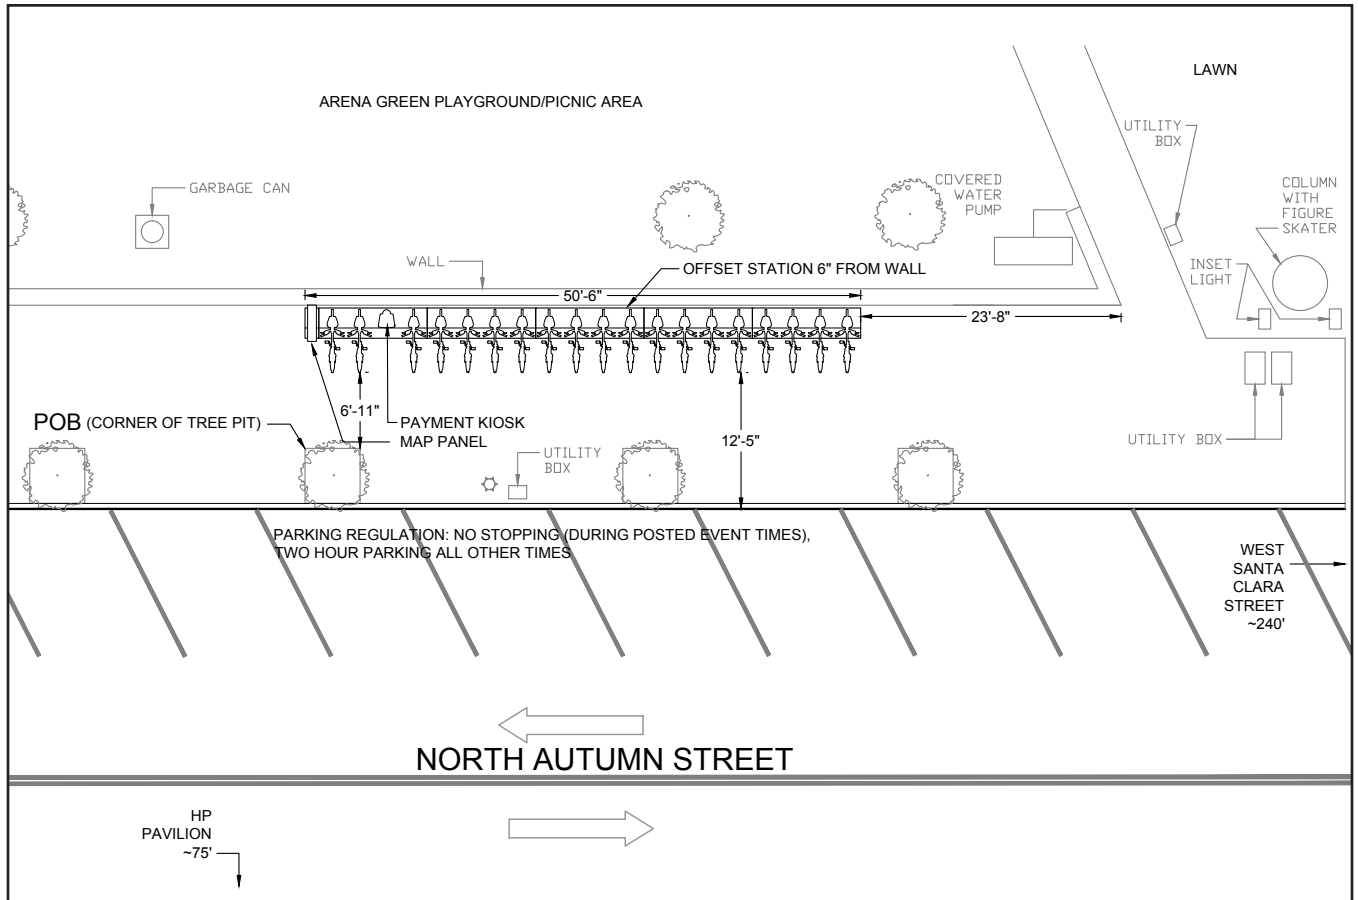 LAWN
ARENA GREEN PLAYGROUND/PICNIC AREA
UTILITY
BOX
GARBAGE CAN
COVERED
WATER
PUMP
COLUMN
WITH
FIGURE
SKATER
WALL
OFFSET STATION 6" FROM WALL
INSET
LIGHT
50'-6"
23'-8"
6'-11"
POB (CORNER OF TREE PIT)
PAYMENT KIOSK
MAP PANEL
12'-5"
UTILITY BOX
UTILITY
BOX
PARKING REGULATION: NO STOPPING (DURING POSTED EVENT TIMES),
TWO HOUR PARKING ALL OTHER TIMES
WEST
SANTA
CLARA
STREET
~240'
NORTH AUTUMN STREET
HP
PAVILION
~75'